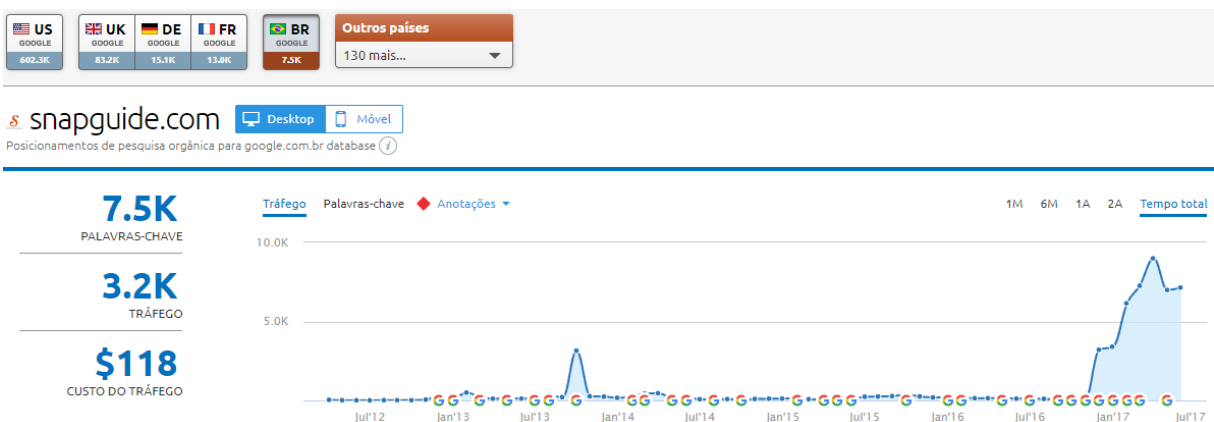 US UK DE FR BR Outros países
GOOGLE GOOGLE GOOGLE GOOGLE GOOGLE
602.3K 83.2K 15.1K 13.0K 7.5K 130 mais...
s snapguide.com Desktop Móvel
Posicionamentos de pesquisa orgânica para google.com.br database i
7.5K
PALAVRAS-CHAVE
3.2K
TRÁFEGO
$118
CUSTO DO TRÁFEGO
Tráfego Palavras-chave Anotações 1M 6M 1A 2A Tempo total
10.0K
5.0K
G G G G G G G G G G G G G G G G G G G G G G G G G G G G
Jul'12 Jan'13 Jul'13 Jan'14 Jul'14 Jan'15 Jul'15 Jan'16 Jul'16 Jan'17 Jul'17